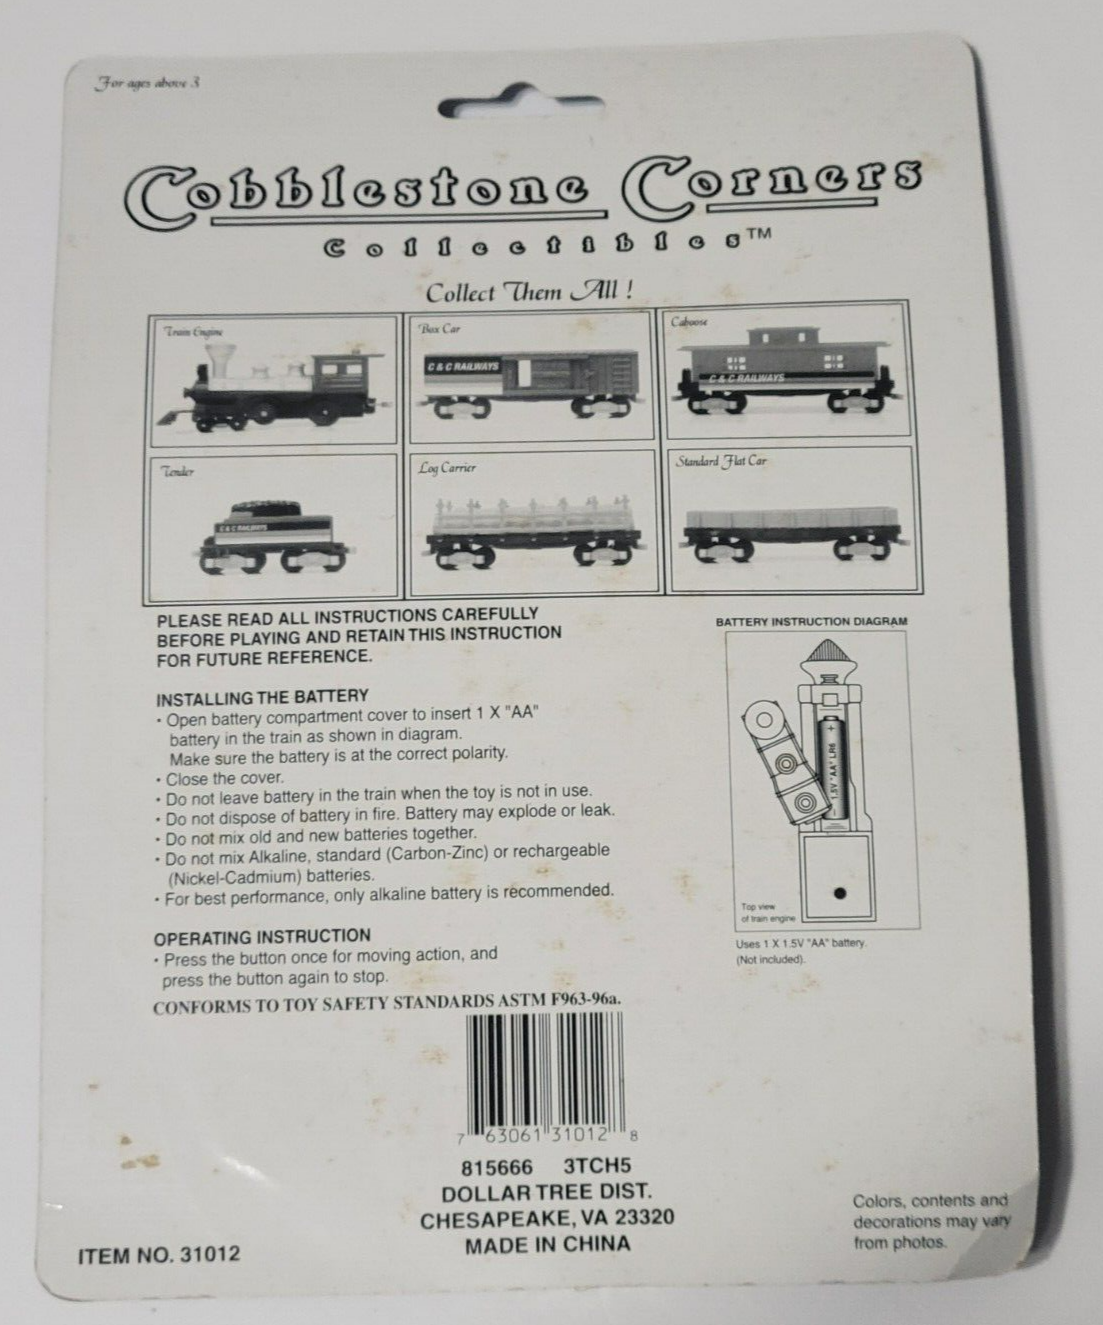 For ages above 3
Cobblestone Corners
Collectibles™
Collect Them All !
Train Engine
Box Car
Caboose
C & C RAILWAYS
C & C RAILWAYS
Tender
Log Carrier
Standard Flat Car
C & C RAILWAYS
PLEASE READ ALL INSTRUCTIONS CAREFULLY
BEFORE PLAYING AND RETAIN THIS INSTRUCTION
FOR FUTURE REFERENCE.
INSTALLING THE BATTERY
· Open battery compartment cover to insert 1 X "AA"
battery in the train as shown in diagram.
Make sure the battery is at the correct polarity.
· Close the cover.
· Do not leave battery in the train when the toy is not in use.
· Do not dispose of battery in fire. Battery may explode or leak.
· Do not mix old and new batteries together.
· Do not mix Alkaline, standard (Carbon-Zinc) or rechargeable
(Nickel-Cadmium) batteries.
· For best performance, only alkaline battery is recommended.
OPERATING INSTRUCTION
· Press the button once for moving action, and
press the button again to stop.
CONFORMS TO TOY SAFETY STANDARDS ASTM F963-96a.
BATTERY INSTRUCTION DIAGRAM
- 1.5V "AA" LR6 +
Top view
of train engine
Uses 1 X 1.5V "AA" battery.
(Not included).
7 63061 31012 8
815666 3TCH5
DOLLAR TREE DIST.
CHESAPEAKE, VA 23320
MADE IN CHINA
ITEM NO. 31012
Colors, contents and
decorations may vary
from photos.